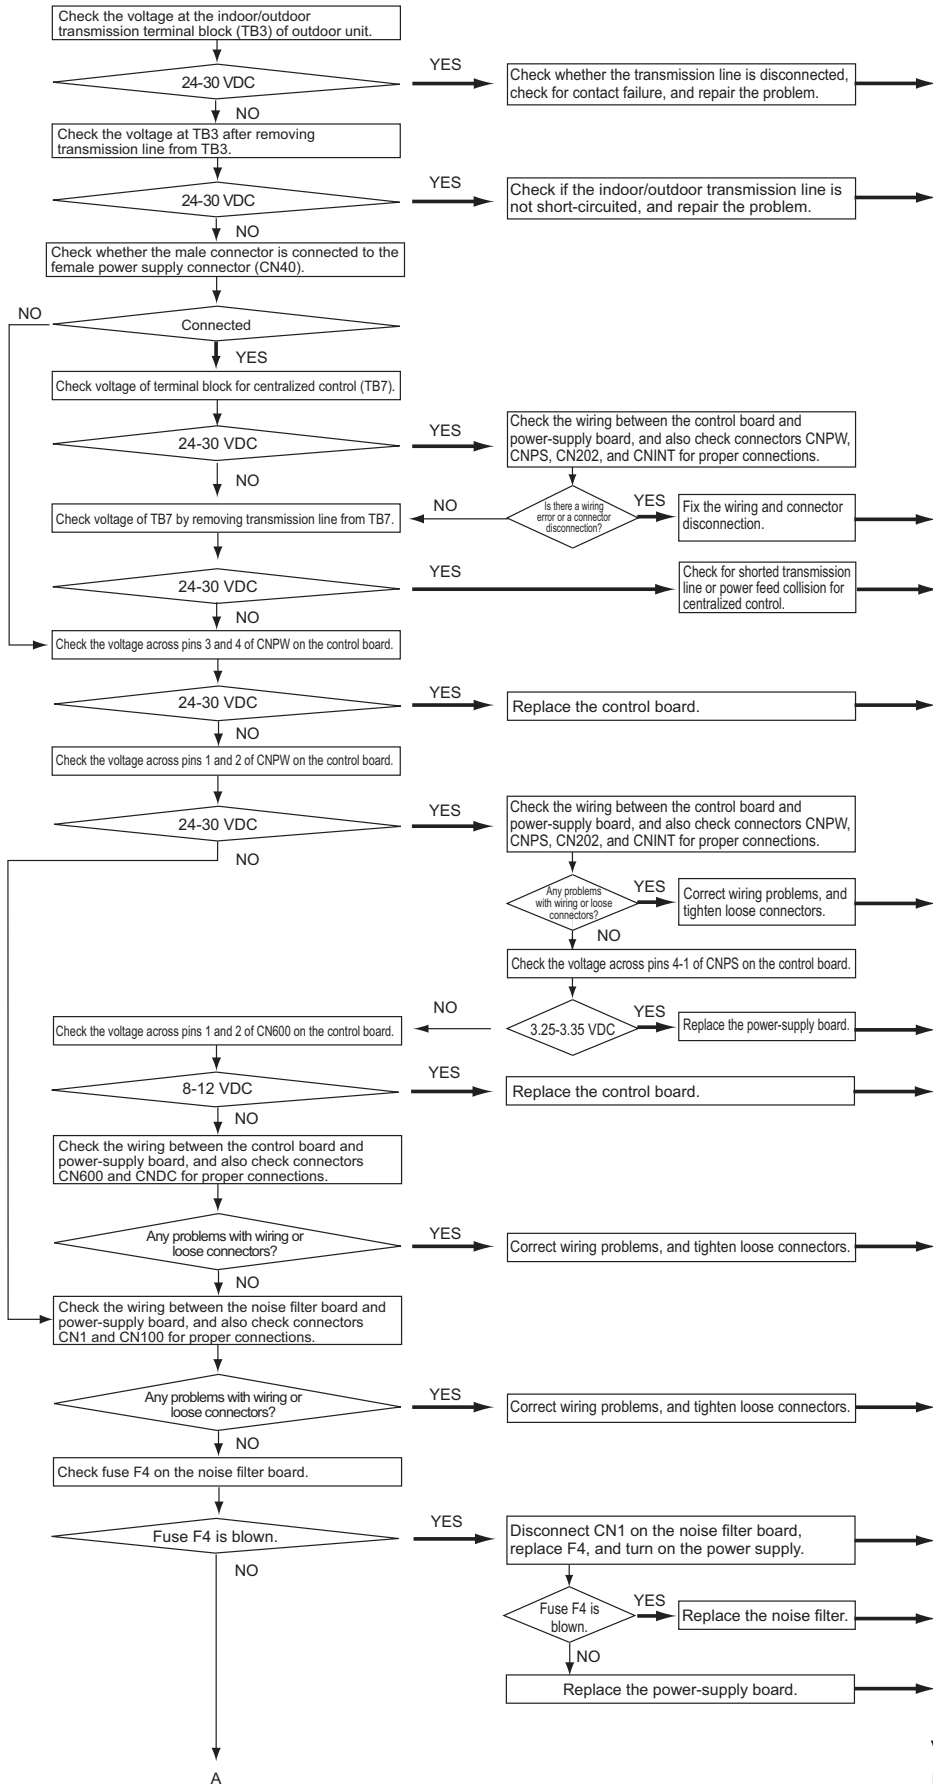 Check the voltage at the indoor/outdoor
transmission terminal block (TB3) of outdoor unit.
24-30 VDC
YES
Check whether the transmission line is disconnected,
check for contact failure, and repair the problem.
NO
Check the voltage at TB3 after removing
transmission line from TB3.
24-30 VDC
YES
Check if the indoor/outdoor transmission line is
not short-circuited, and repair the problem.
NO
Check whether the male connector is connected to the
female power supply connector (CN40).
NO
Connected
YES
Check voltage of terminal block for centralized control (TB7).
24-30 VDC
YES
Check the wiring between the control board and
power-supply board, and also check connectors CNPW,
CNPS, CN202, and CNINT for proper connections.
NO
Check voltage of TB7 by removing transmission line from TB7.
NO
Is there a wiring
error or a connector
disconnection?
YES
Fix the wiring and connector
disconnection.
24-30 VDC
YES
Check for shorted transmission
line or power feed collision for
centralized control.
NO
Check the voltage across pins 3 and 4 of CNPW on the control board.
24-30 VDC
YES
Replace the control board.
NO
Check the voltage across pins 1 and 2 of CNPW on the control board.
24-30 VDC
YES
Check the wiring between the control board and
power-supply board, and also check connectors CNPW,
CNPS, CN202, and CNINT for proper connections.
NO
Any problems
with wiring or loose
connectors?
YES
Correct wiring problems, and
tighten loose connectors.
NO
Check the voltage across pins 4-1 of CNPS on the control board.
Check the voltage across pins 1 and 2 of CN600 on the control board.
NO
3.25-3.35 VDC
YES
Replace the power-supply board.
8-12 VDC
YES
Replace the control board.
NO
Check the wiring between the control board and
power-supply board, and also check connectors
CN600 and CNDC for proper connections.
Any problems with wiring or
loose connectors?
YES
Correct wiring problems, and tighten loose connectors.
NO
Check the wiring between the noise filter board and
power-supply board, and also check connectors
CN1 and CN100 for proper connections.
Any problems with wiring or
loose connectors?
YES
Correct wiring problems, and tighten loose connectors.
NO
Check fuse F4 on the noise filter board.
Fuse F4 is blown.
YES
Disconnect CN1 on the noise filter board,
replace F4, and turn on the power supply.
NO
Fuse F4 is
blown.
YES
Replace the noise filter.
NO
Replace the power-supply board.
A